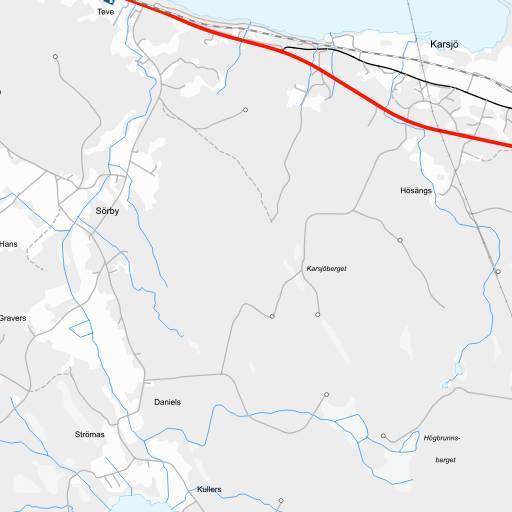 Teve
Karsjö
Hösängs
Sörby
Hans
Karsjöberget
Gravers
Daniels
Strömas
Högbrunns-
berget
Kullers